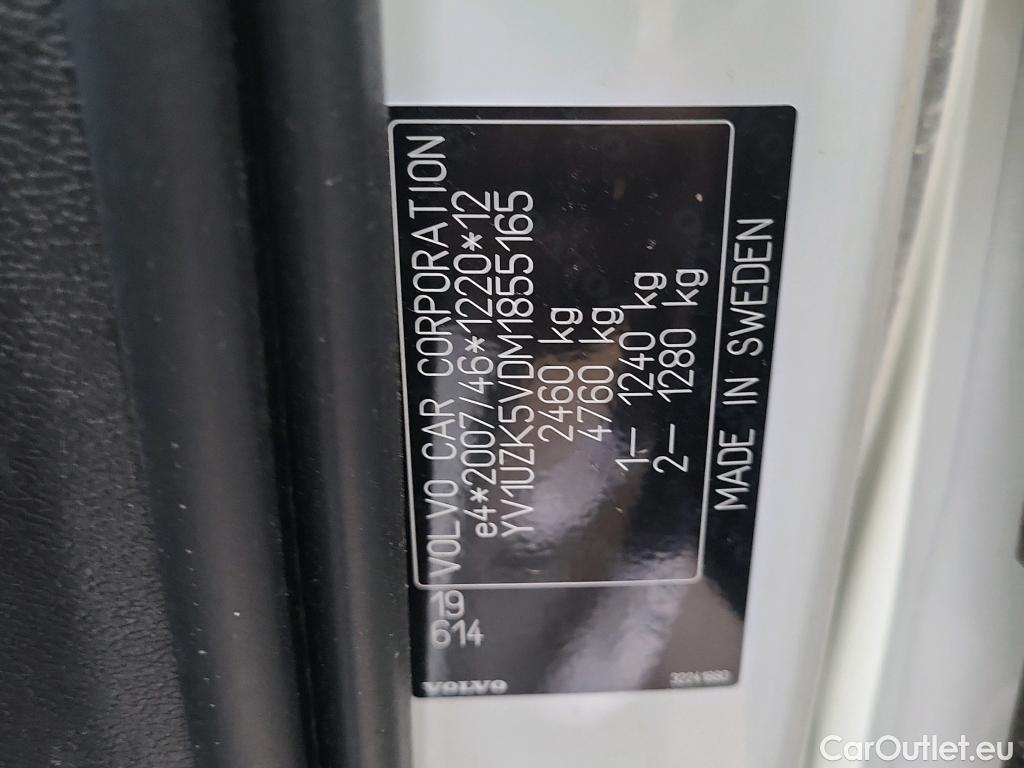 VOLVO CAR CORPORATION
e4*2007/46*1220*12
YV1UZK5VDM1855165
2460 kg
4760 kg
1– 1240 kg
2– 1280 kg
MADE IN SWEDEN
19
614
VOLVO
CarOutlet.eu